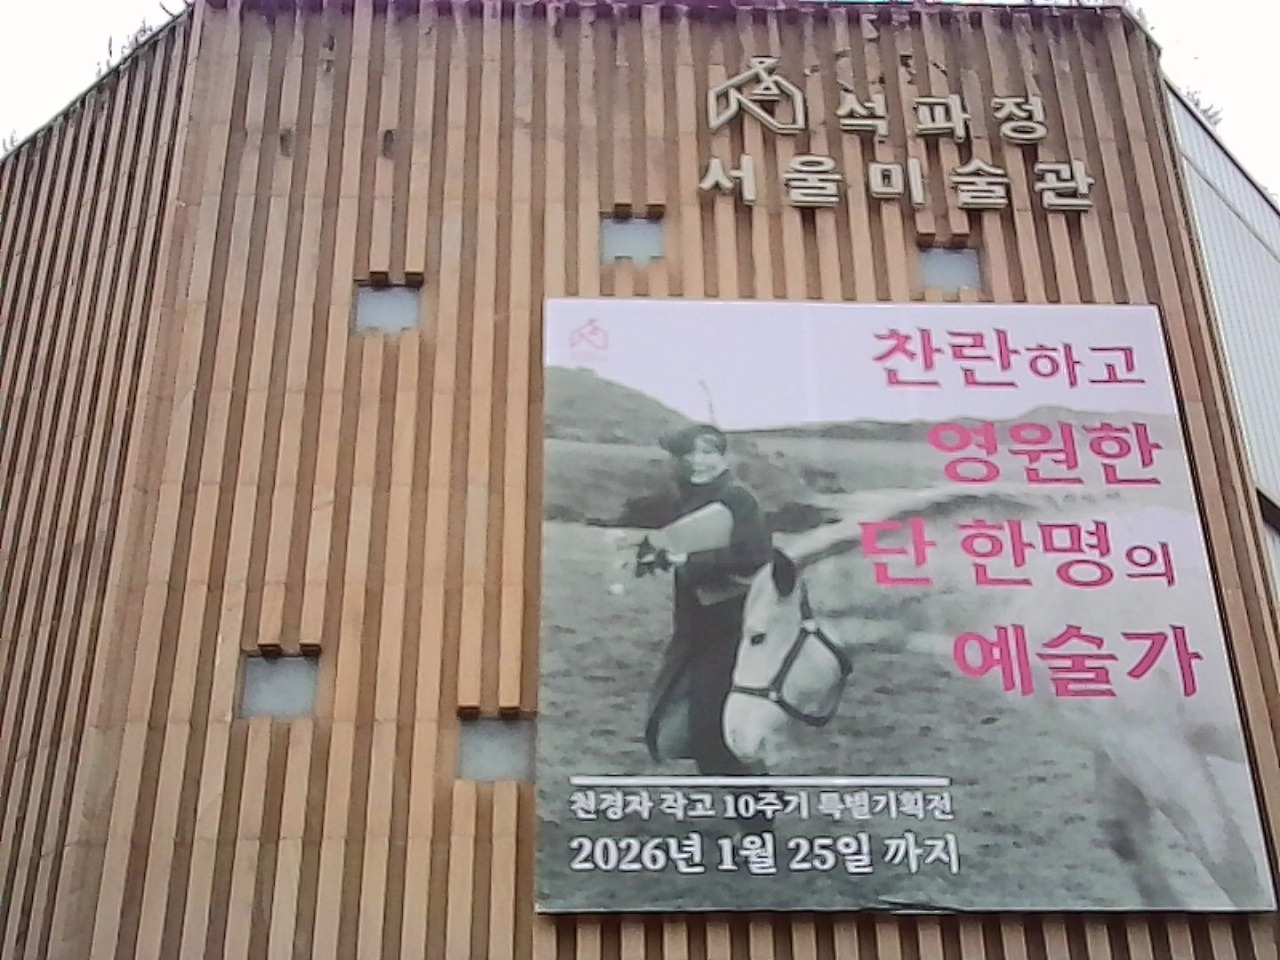 석파정
서울미술관
찬란하고
영원한
단 한명의
예술가
천경자 작고 10주기 특별기획전
2026년 1월 25일 까지